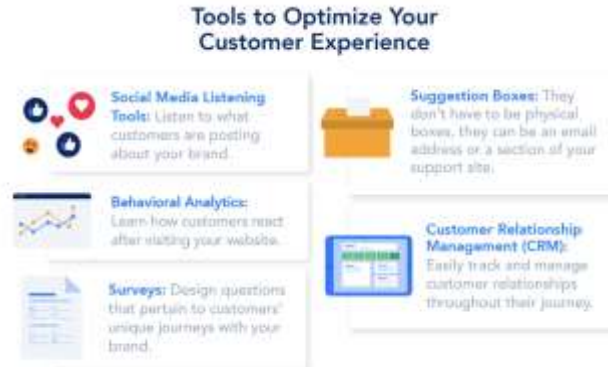 Tools to Optimize Your
Customer Experience
Social Media Listening
Tools: Listen to what
customers are posting
about your brand.
Behavioral Analytics:
Learn how customers react
after visiting your website.
Surveys: Design questions
that pertain to customers'
unique journeys with your
brand.
Suggestion Boxes: They
don't have to be physical
boxes, they can be an email
address or a section of your
support site.
Customer Relationship
Management (CRM):
Easily track and manage
customer relationships
throughout their journey.